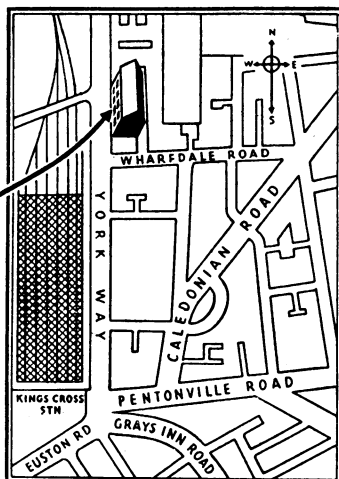 N
W E
S
WHARFDALE ROAD
YORK WAY
CALEDONIAN ROAD
PENTONVILLE ROAD
KINGS CROSS
STN
EUSTON RD
GRAYS INN ROAD